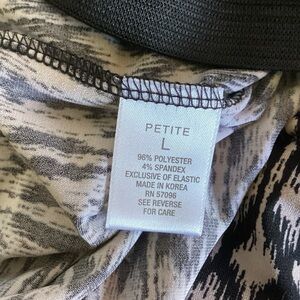 PETITE
L
96% POLYESTER
4% SPANDEX
EXCLUSIVE OF ELASTIC
MADE IN KOREA
RN 57096
SEE REVERSE
FOR CARE